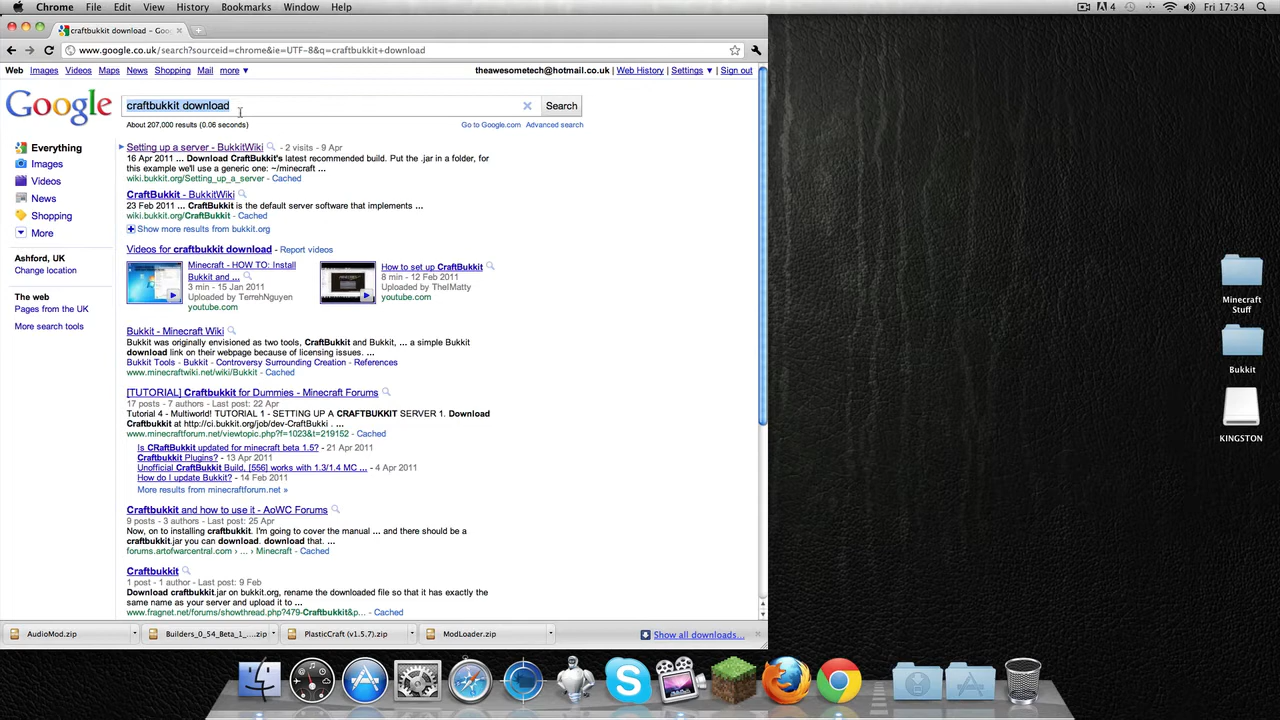 Chrome File Edit View History Bookmarks Window Help 4 Fri 17:34
craftbukkit download - Goo
www.google.co.uk/search?sourceid=chrome&ie=UTF-8&q=craftbukkit+download
Web Images Videos Maps News Shopping Mail more ▼ theawesometech@hotmail.co.uk | Web History | Settings ▼ | Sign out
Google craftbukkit download Search
About 207,000 results (0.06 seconds) Go to Google.com Advanced search
Everything
Images
Videos
News
Shopping
More
Ashford, UK
Change location
The web
Pages from the UK
More search tools
Setting up a server - BukkitWiki - 2 visits - 9 Apr
16 Apr 2011 ... Download CraftBukkit's latest recommended build. Put the .jar in a folder, for
this example we'll use a generic one: ~/minecraft ...
wiki.bukkit.org/Setting_up_a_server - Cached
CraftBukkit - BukkitWiki
23 Feb 2011 ... CraftBukkit is the default server software that implements ...
wiki.bukkit.org/CraftBukkit - Cached
Show more results from bukkit.org
Videos for craftbukkit download - Report videos
Minecraft - HOW TO: Install
Bukkit and ...
3 min - 15 Jan 2011
Uploaded by TerrehNguyen
youtube.com
How to set up CraftBukkit
8 min - 12 Feb 2011
Uploaded by TheIMatty
youtube.com
Bukkit - Minecraft Wiki
Bukkit was originally envisioned as two tools, CraftBukkit and Bukkit, ... a simple Bukkit
download link on their webpage because of licensing issues. ...
Bukkit Tools - Bukkit - Controversy Surrounding Creation - References
www.minecraftwiki.net/wiki/Bukkit - Cached
[TUTORIAL] Craftbukkit for Dummies - Minecraft Forums
17 posts - 7 authors - Last post: 22 Apr
Tutorial 4 - Multiworld! TUTORIAL 1 - SETTING UP A CRAFTBUKKIT SERVER 1. Download
Craftbukkit at http://ci.bukkit.org/job/dev-CraftBukki . ...
www.minecraftforum.net/viewtopic.php?f=1023&t=219152 - Cached
Is CRaftBukkit updated for minecraft beta 1.5? - 21 Apr 2011
Craftbukkit Plugins? - 13 Apr 2011
Unofficial CraftBukkit Build, [556] works with 1.3/1.4 MC ... - 4 Apr 2011
How do I update Bukkit? - 14 Feb 2011
More results from minecraftforum.net »
Craftbukkit and how to use it - AoWC Forums
9 posts - 3 authors - Last post: 25 Apr
Now, on to installing craftbukkit. I'm going to cover the manual ... and there should be a
craftbukkit.jar you can download. download that. ...
forums.artofwarcentral.com › ... › Minecraft - Cached
Craftbukkit
1 post - 1 author - Last post: 9 Feb
Download craftbukkit.jar on bukkit.org, rename the downloaded file so that it has exactly the
same name as your server and upload it to ...
www.fragnet.net/forums/showthread.php?479-Craftbukkit&p... - Cached
AudioMod.zip Builders_0_54_Beta_1_....zip PlasticCraft (v1.5.7).zip ModLoader.zip Show all downloads...
Minecraft
Stuff
Bukkit
KINGSTON